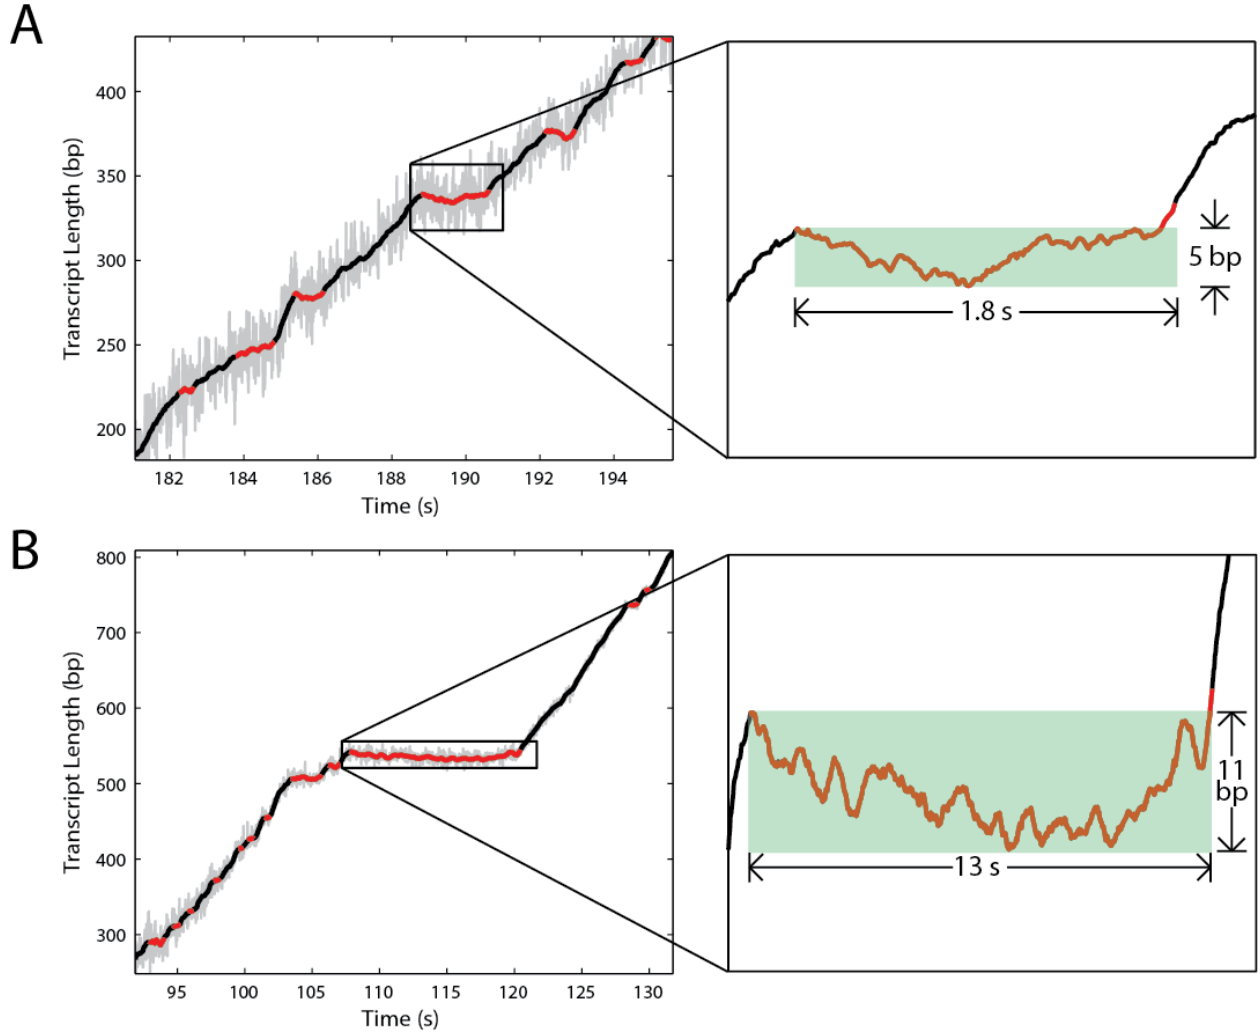 A
400
350
300
250
200
Transcript Length (bp)
182 184 186 188 190 192 194
Time (s)
5 bp
1.8 s
B
800
700
600
500
400
300
Transcript Length (bp)
95 100 105 110 115 120 125 130
Time (s)
11
bp
13 s